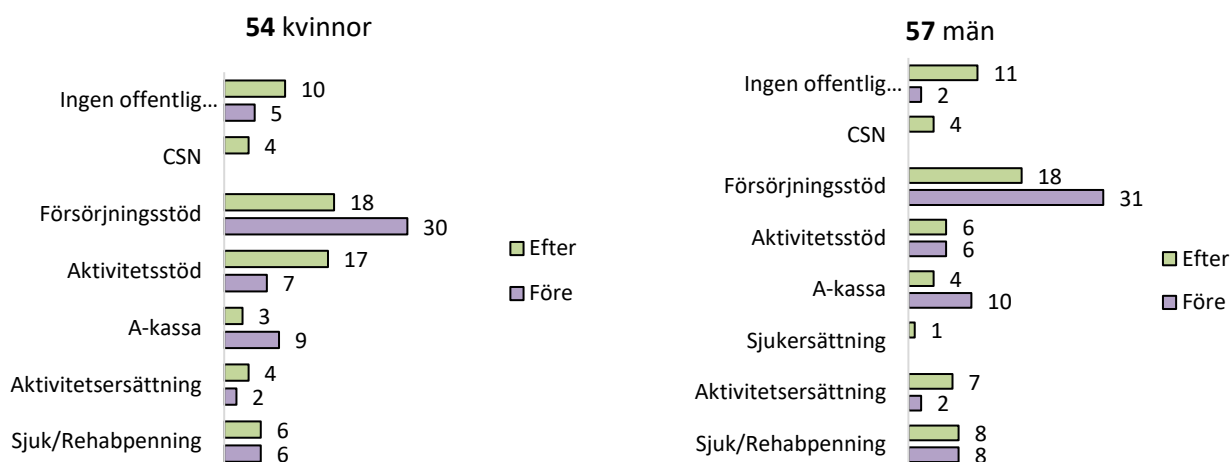 54 kvinnor
Ingen offentlig...
10
5
CSN
4
Försörjningsstöd
18
30
Aktivitetsstöd
17
7
A-kassa
3
9
Aktivitetsersättning
4
2
Sjuk/Rehabpenning
6
6
Efter
Före
57 män
Ingen offentlig...
11
2
CSN
4
Försörjningsstöd
18
31
Aktivitetsstöd
6
6
A-kassa
4
10
Sjukersättning
1
Aktivitetsersättning
7
2
Sjuk/Rehabpenning
8
8
Efter
Före